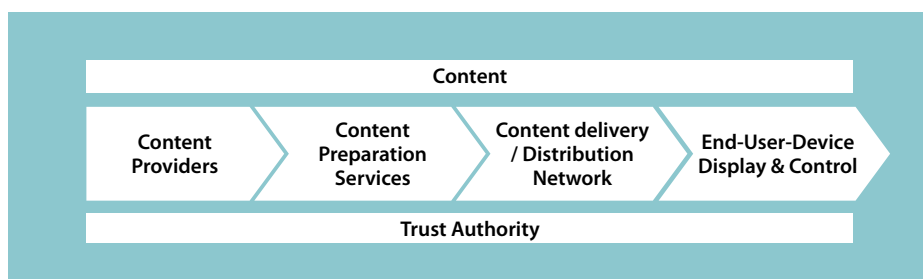 Content
Content
Providers
Content
Preparation
Services
Content delivery
/ Distribution
Network
End-User-Device
Display & Control
Trust Authority